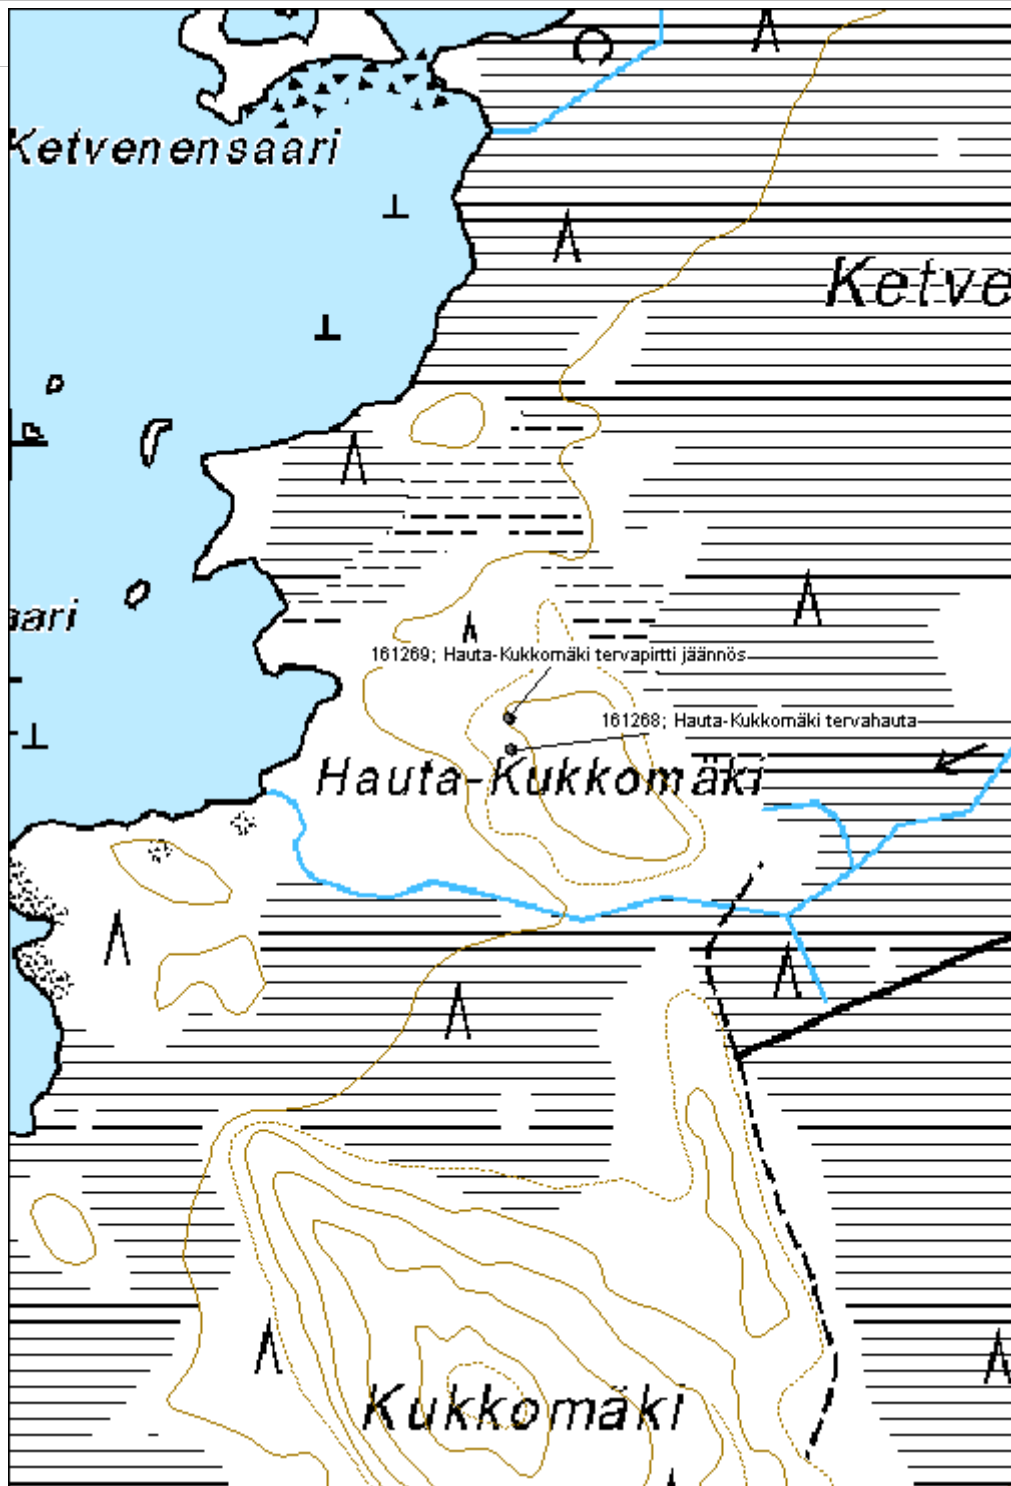 Ketvenensaari
Ketve
aari
161269; Hauta-Kukkomäki tervapirtti jäännös
161268; Hauta-Kukkomäki tervahauta
Hauta-Kukkomäki
Kukkomäki